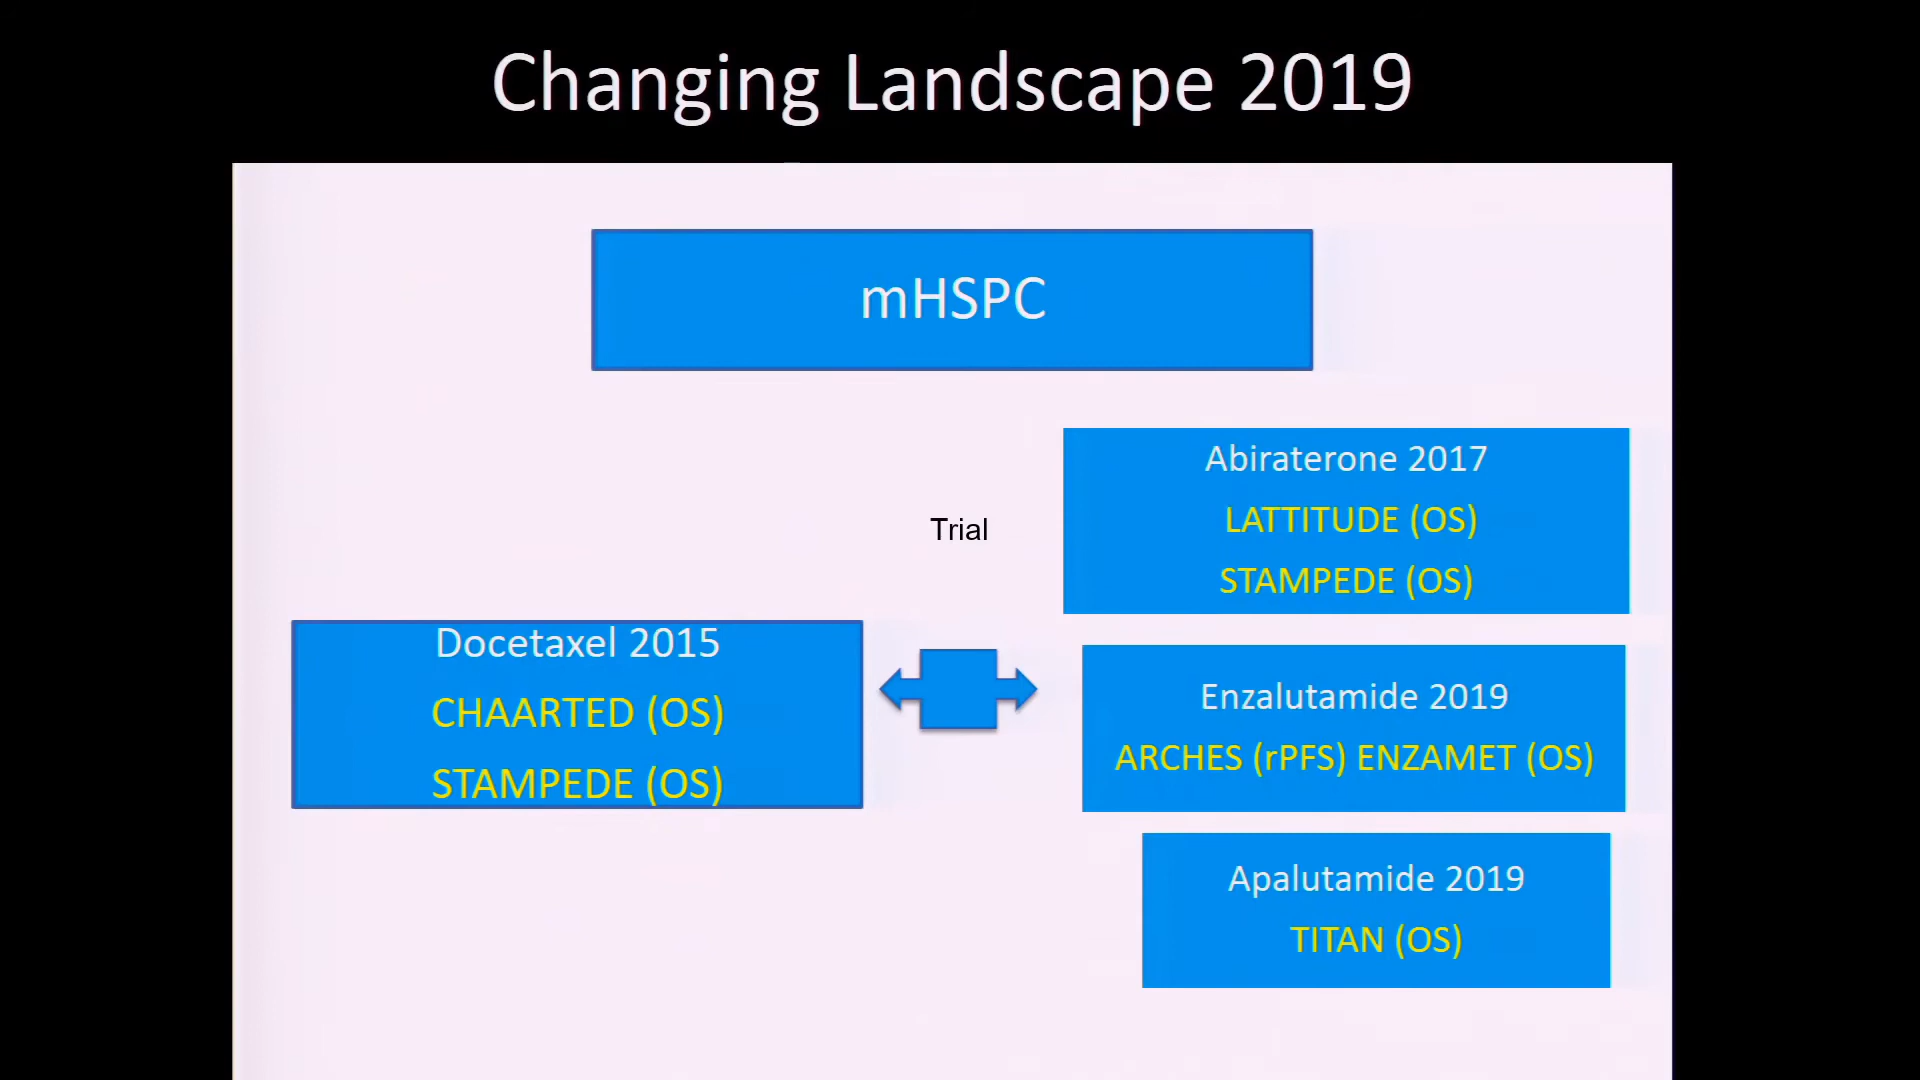 Changing Landscape 2019
mHSPC
Trial
Docetaxel 2015
CHAARTED (OS)
STAMPEDE (OS)
Abiraterone 2017
LATTITUDE (OS)
STAMPEDE (OS)
Enzalutamide 2019
ARCHES (rPFS) ENZAMET (OS)
Apalutamide 2019
TITAN (OS)